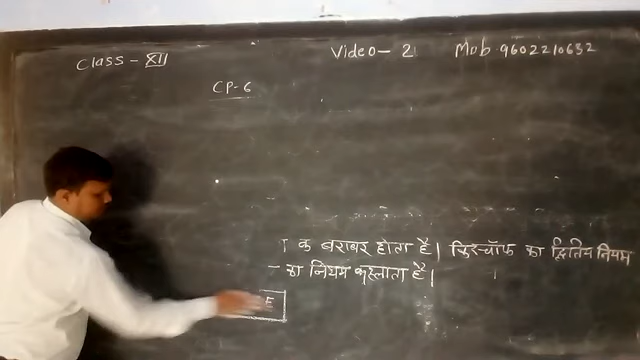 Class - XII Video - 2 Mob. 9602210632
CP-6
के बराबर होता है| किरचॉफ का द्वितिय नियम
का नियम कहलाता है|
E